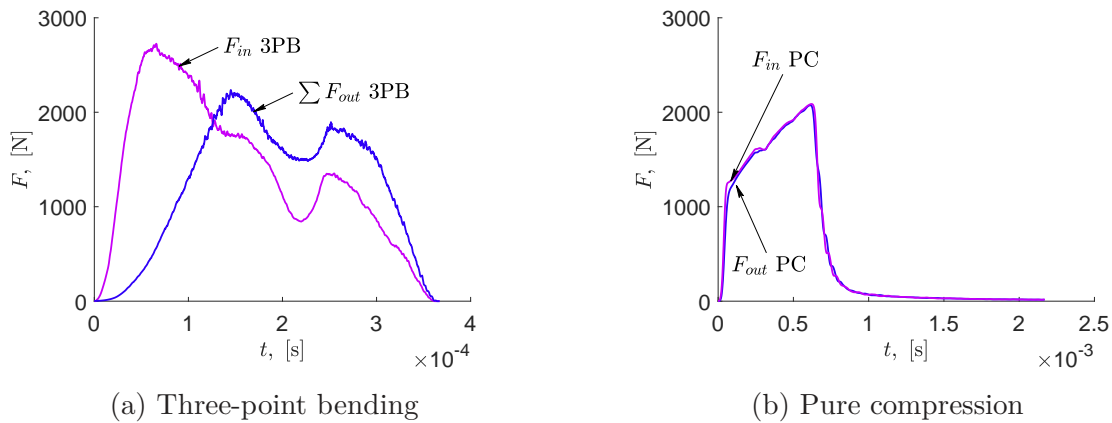 3000
2000
1000
0
0
1
2
3
4
×10⁻⁴
F, [N]
t, [s]
F_in 3PB
∑ F_out 3PB
(a) Three-point bending
3000
2000
1000
0
0
0.5
1
1.5
2
2.5
×10⁻³
F, [N]
t, [s]
F_in PC
F_out PC
(b) Pure compression